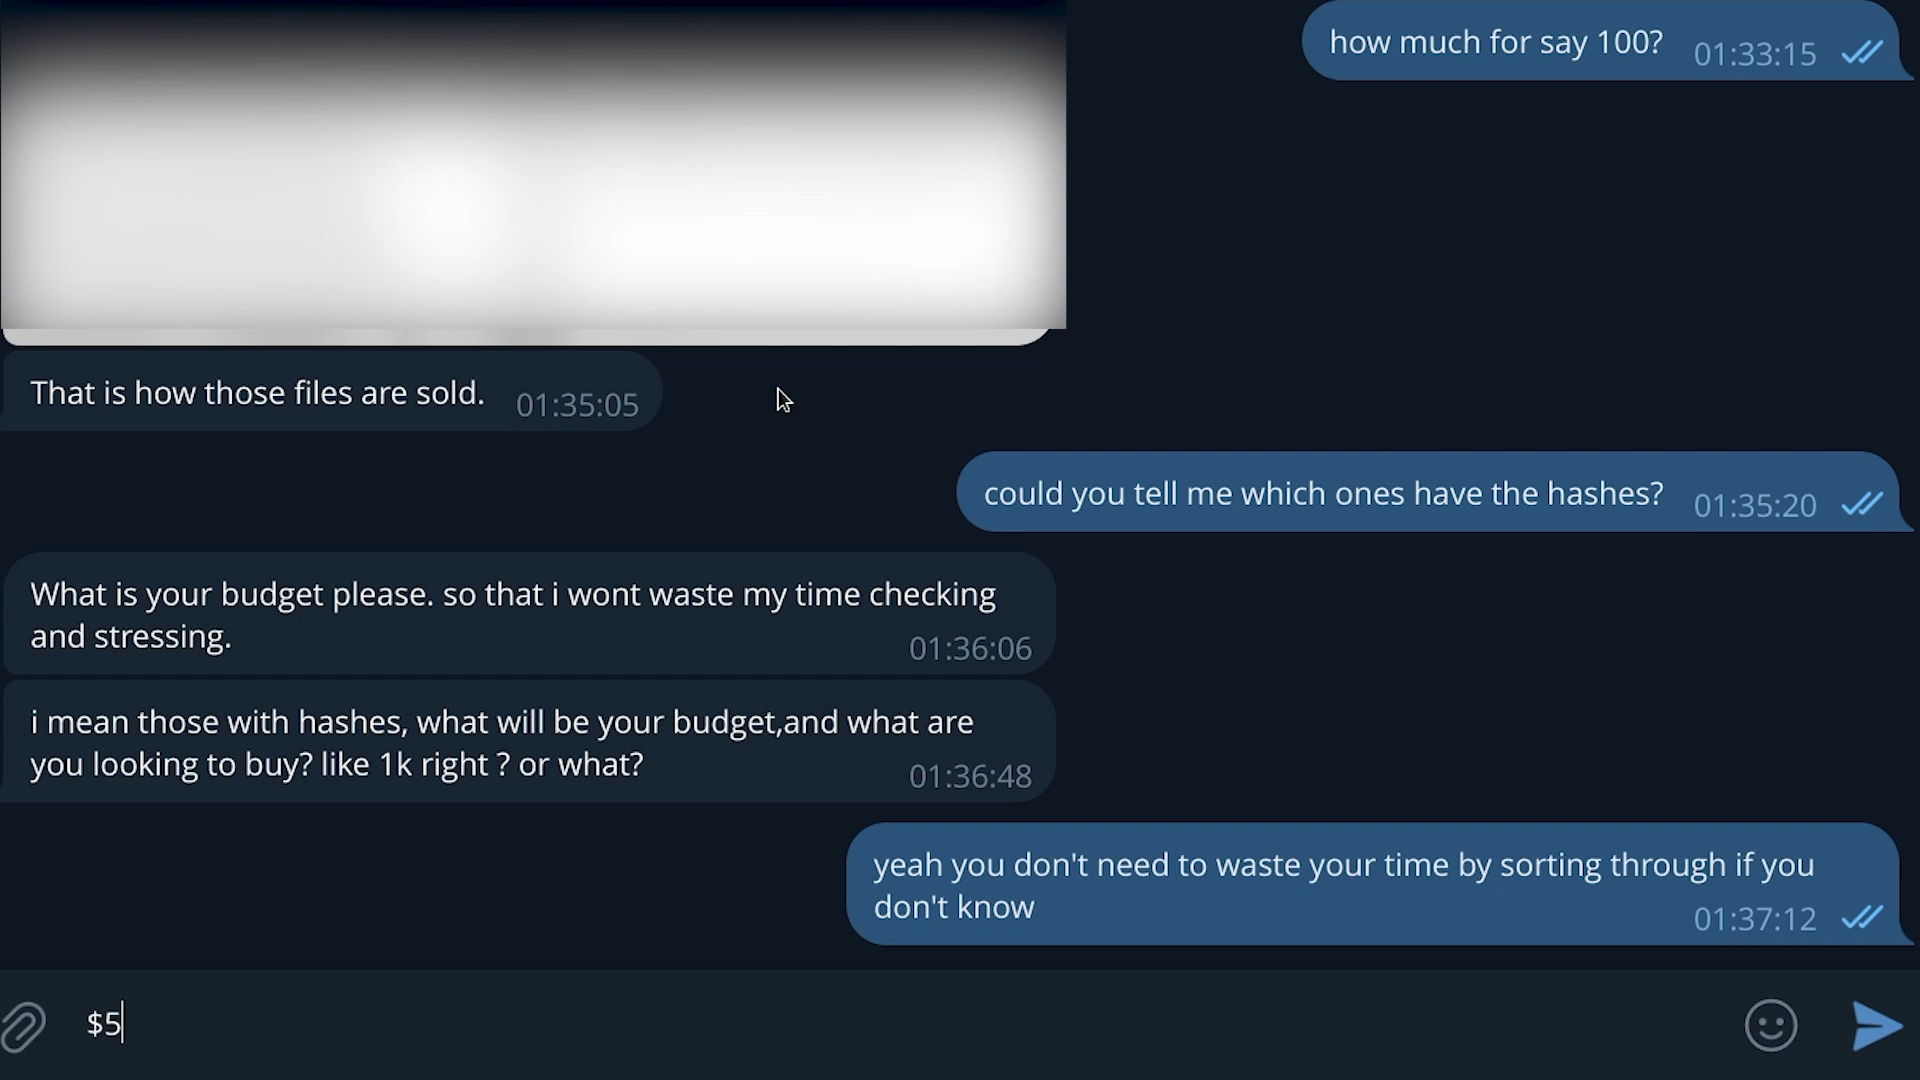 how much for say 100? 01:33:15
That is how those files are sold. 01:35:05
could you tell me which ones have the hashes? 01:35:20
What is your budget please. so that i wont waste my time checking
and stressing. 01:36:06
i mean those with hashes, what will be your budget,and what are
you looking to buy? like 1k right ? or what? 01:36:48
yeah you don't need to waste your time by sorting through if you
don't know 01:37:12
$5